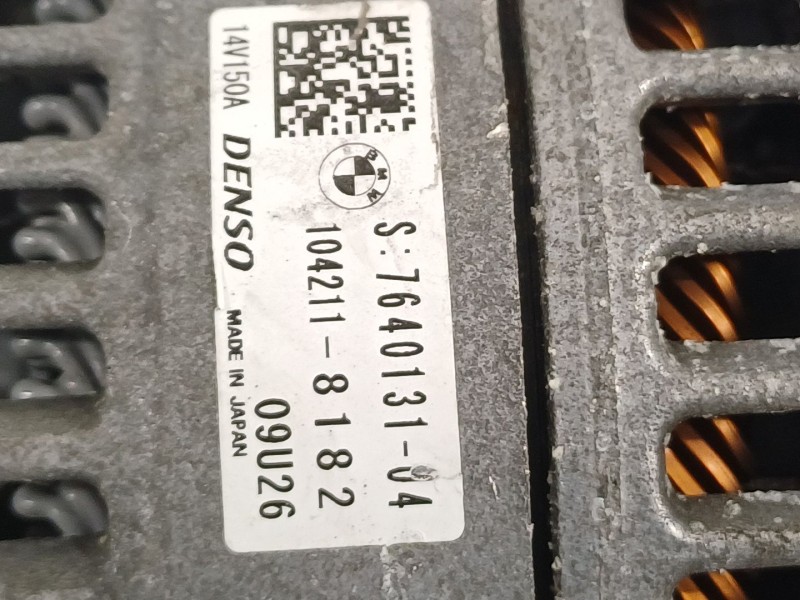 BMW
S:7640131-04
104211-8182
09U26
14V150A DENSO MADE IN JAPAN